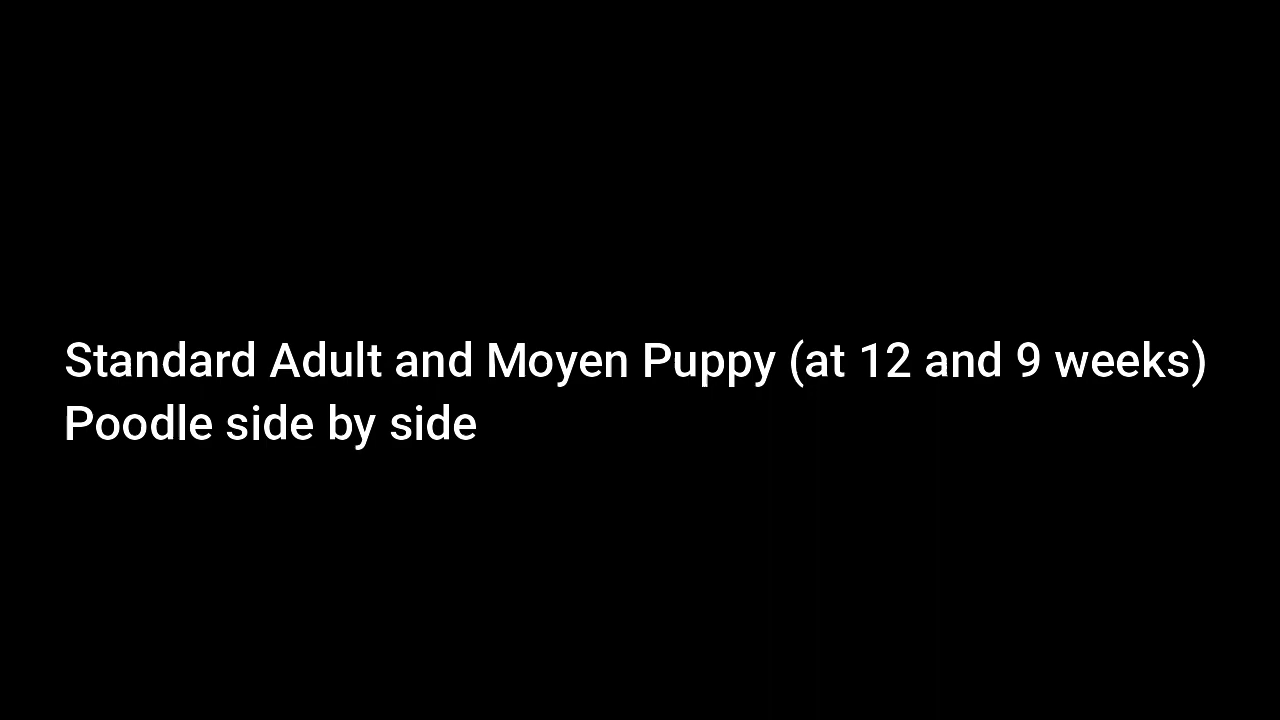 Standard Adult and Moyen Puppy (at 12 and 9 weeks)
Poodle side by side